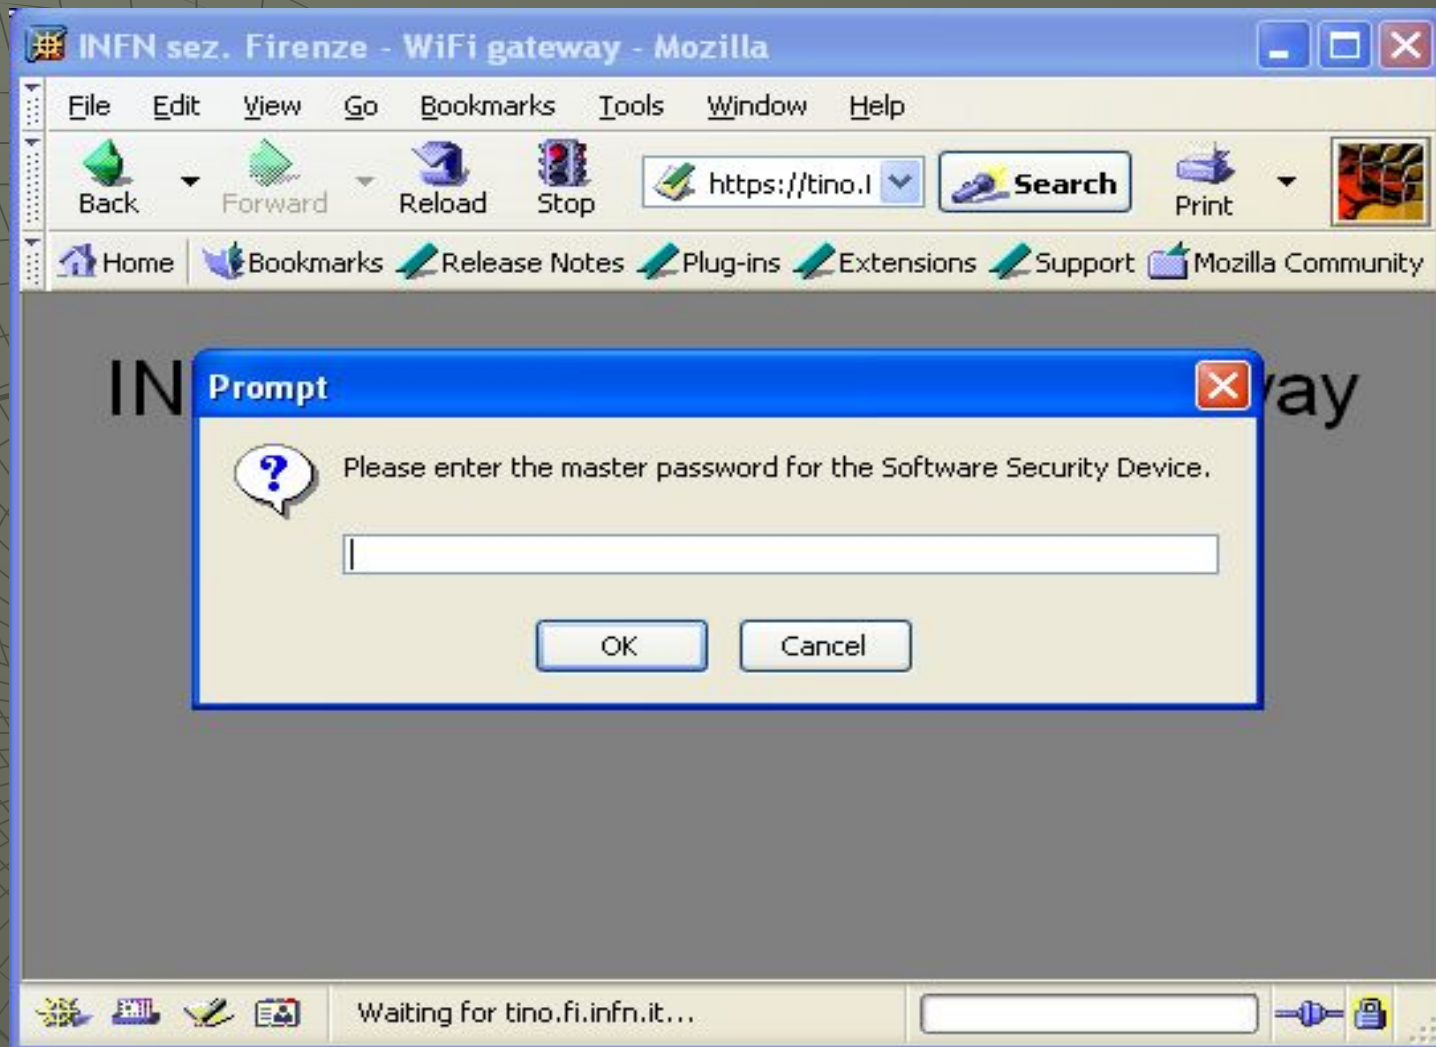 INFN sez. Firenze - WiFi gateway - Mozilla
File Edit View Go Bookmarks Tools Window Help
Back Forward Reload Stop https://tino.l Search Print
Home Bookmarks Release Notes Plug-ins Extensions Support Mozilla Community
IN way
Prompt
Please enter the master password for the Software Security Device.
OK Cancel
Waiting for tino.fi.infn.it...